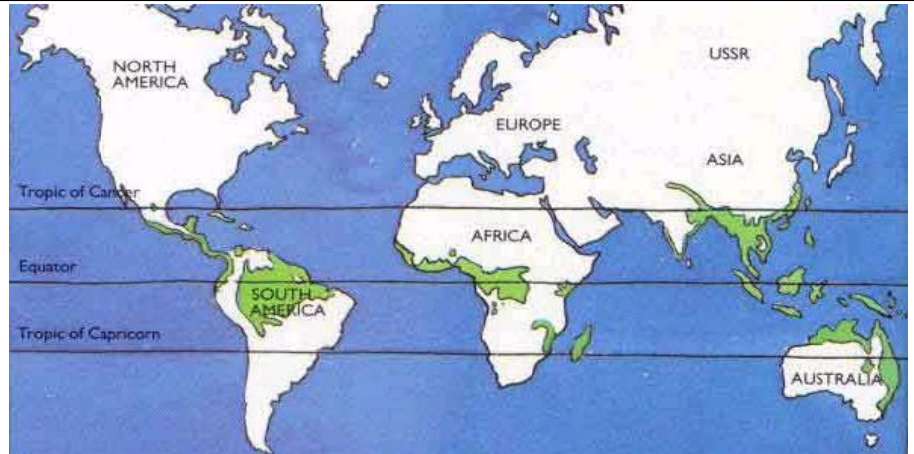 NORTH
AMERICA
USSR
EUROPE
ASIA
Tropic of Cancer
AFRICA
Equator
SOUTH
AMERICA
Tropic of Capricorn
AUSTRALIA